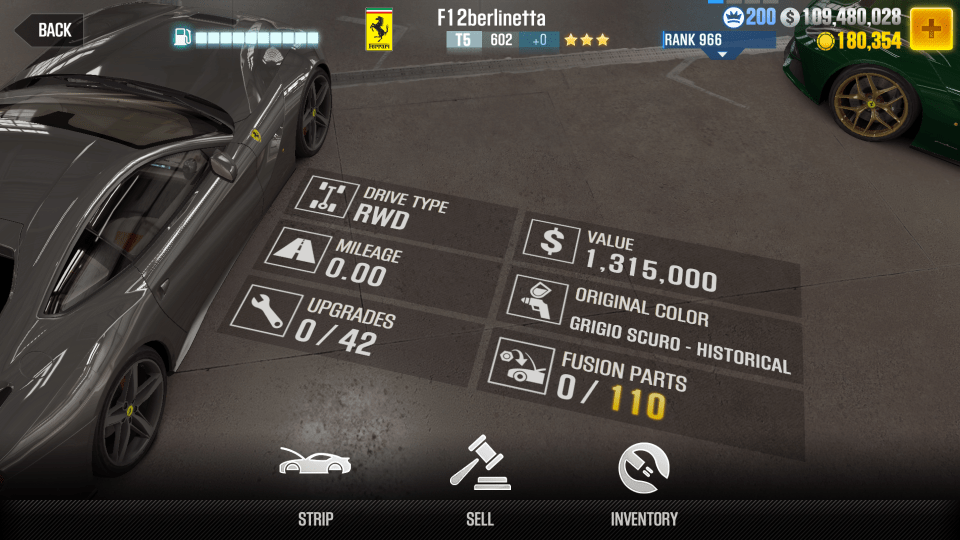 BACK
Ferrari
F12berlinetta
T5 602 +0
200 109,480,028
RANK 966
180,354
DRIVE TYPE
RWD
MILEAGE
0.00
UPGRADES
0 / 42
VALUE
1,315,000
ORIGINAL COLOR
GRIGIO SCURO - HISTORICAL
FUSION PARTS
0 / 110
STRIP
SELL
INVENTORY